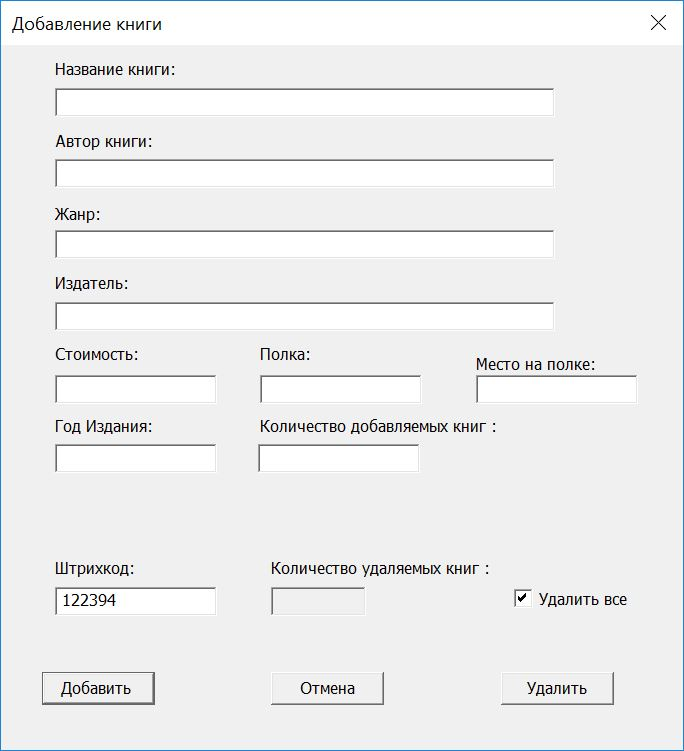 Добавление книги
Название книги:
Автор книги:
Жанр:
Издатель:
Стоимость: Полка: Место на полке:
Год Издания: Количество добавляемых книг :
Штрихкод: Количество удаляемых книг :
122394 Удалить все
Добавить Отмена Удалить